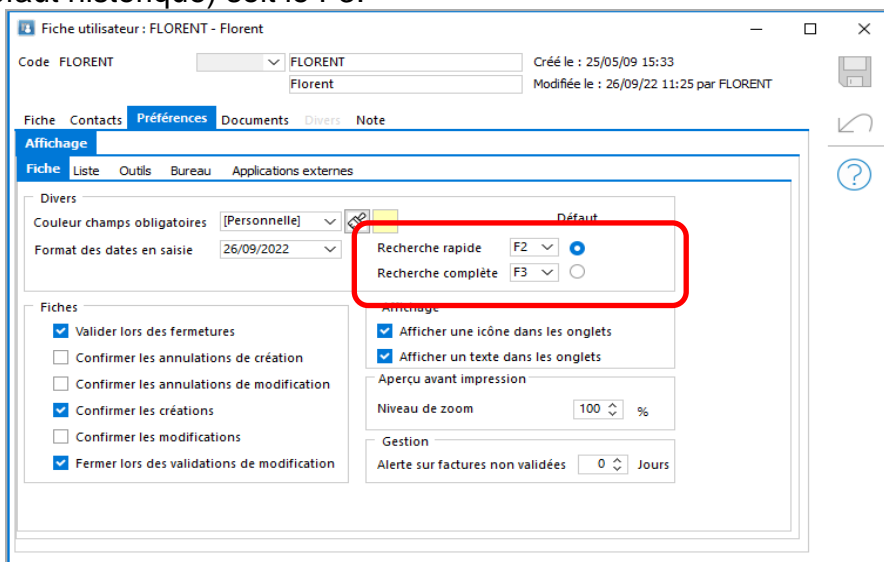 Fiche utilisateur : FLORENT - Florent
Code FLORENT FLORENT Créé le : 25/05/09 15:33
Florent Modifiée le : 26/09/22 11:25 par FLORENT
Fiche Contacts Préférences Documents Divers Note
Affichage
Fiche Liste Outils Bureau Applications externes
Divers
Couleur champs obligatoires [Personnelle] Défaut
Format des dates en saisie 26/09/2022 Recherche rapide F2
Recherche complète F3
Fiches Affichage
Valider lors des fermetures Afficher une icône dans les onglets
Confirmer les annulations de création Afficher un texte dans les onglets
Confirmer les annulations de modification Aperçu avant impression
Confirmer les créations Niveau de zoom 100 %
Confirmer les modifications Gestion
Fermer lors des validations de modification Alerte sur factures non validées 0 Jours